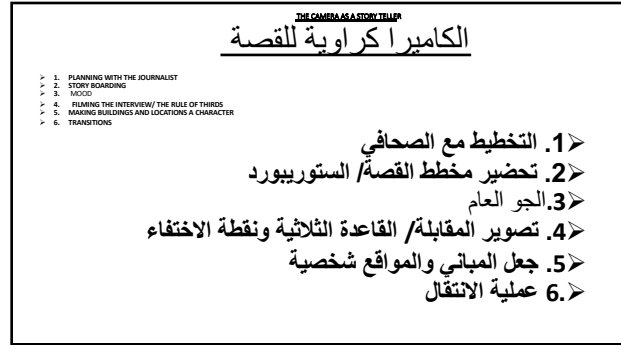 THE CAMERA AS A STORY TELLER
الكاميرا كراوية للقصة
➢ 1. PLANNING WITH THE JOURNALIST
➢ 2. STORY BOARDING
➢ 3. MOOD
➢ 4. FILMING THE INTERVIEW/ THE RULE OF THIRDS
➢ 5. MAKING BUILDINGS AND LOCATIONS A CHARACTER
➢ 6. TRANSITIONS
➢1. التخطيط مع الصحافي
➢2. تحضير مخطط القصة/ الستوريبورد
➢3.الجو العام
➢4. تصوير المقابلة/ القاعدة الثلاثية ونقطة الاختفاء
➢5. جعل المباني والمواقع شخصية
➢6. عملية الانتقال